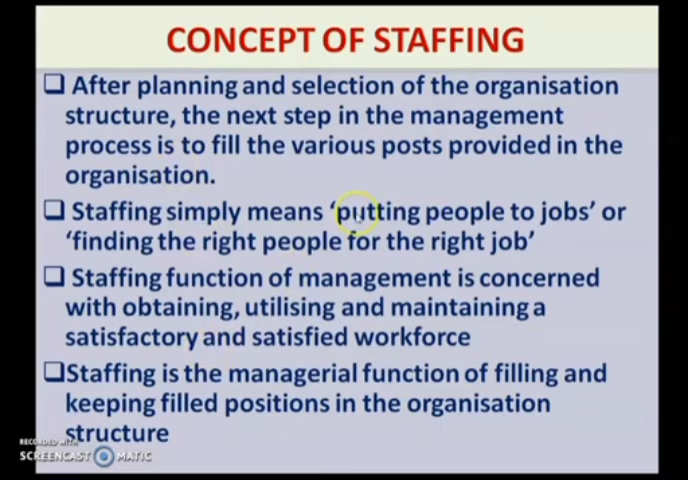 CONCEPT OF STAFFING
After planning and selection of the organisation
structure, the next step in the management
process is to fill the various posts provided in the
organisation.
Staffing simply means ‘putting people to jobs’ or
‘finding the right people for the right job’
Staffing function of management is concerned
with obtaining, utilising and maintaining a
satisfactory and satisfied workforce
Staffing is the managerial function of filling and
keeping filled positions in the organisation
structure
RECORDED WITH
SCREENCAST MATIC